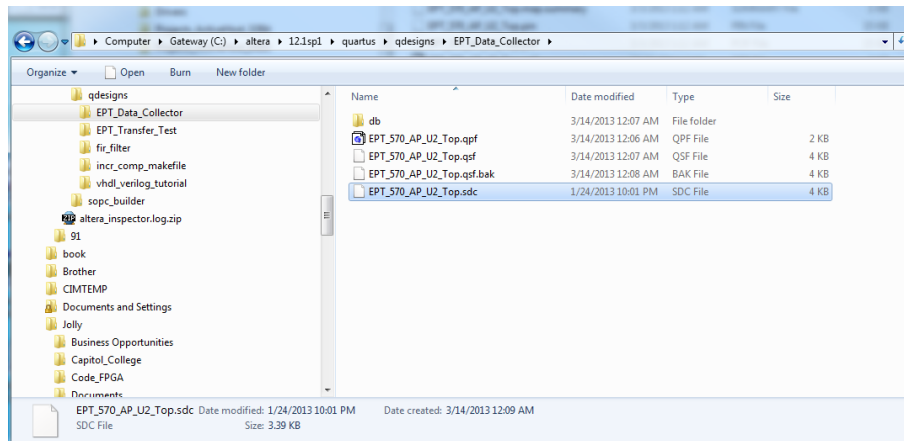 Computer ▸ Gateway (C:) ▸ altera ▸ 12.1sp1 ▸ quartus ▸ qdesigns ▸ EPT_Data_Collector ▸
Organize ▾ Open Burn New folder
qdesigns
EPT_Data_Collector
EPT_Transfer_Test
fir_filter
incr_comp_makefile
vhdl_verilog_tutorial
sopc_builder
altera_inspector.log.zip
91
book
Brother
CIMTEMP
Documents and Settings
Jolly
Business Opportunities
Capitol_College
Code_FPGA
Documents
Name Date modified Type Size
db 3/14/2013 12:07 AM File folder
EPT_570_AP_U2_Top.qpf 3/14/2013 12:06 AM QPF File 2 KB
EPT_570_AP_U2_Top.qsf 3/14/2013 12:07 AM QSF File 4 KB
EPT_570_AP_U2_Top.qsf.bak 3/14/2013 12:08 AM BAK File 4 KB
EPT_570_AP_U2_Top.sdc 1/24/2013 10:01 PM SDC File 4 KB
EPT_570_AP_U2_Top.sdc Date modified: 1/24/2013 10:01 PM Date created: 3/14/2013 12:09 AM
SDC File Size: 3.39 KB